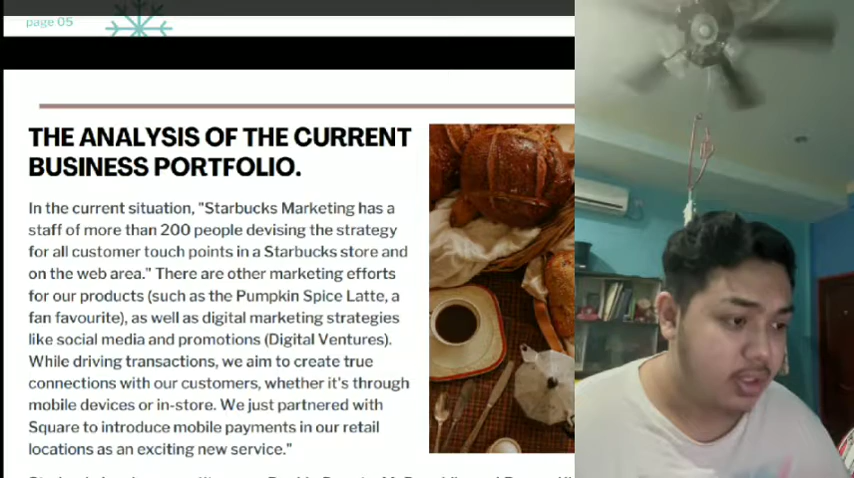 page 05
THE ANALYSIS OF THE CURRENT
BUSINESS PORTFOLIO.
In the current situation, "Starbucks Marketing has a
staff of more than 200 people devising the strategy
for all customer touch points in a Starbucks store and
on the web area." There are other marketing efforts
for our products (such as the Pumpkin Spice Latte, a
fan favourite), as well as digital marketing strategies
like social media and promotions (Digital Ventures).
While driving transactions, we aim to create true
connections with our customers, whether it's through
mobile devices or in-store. We just partnered with
Square to introduce mobile payments in our retail
locations as an exciting new service."